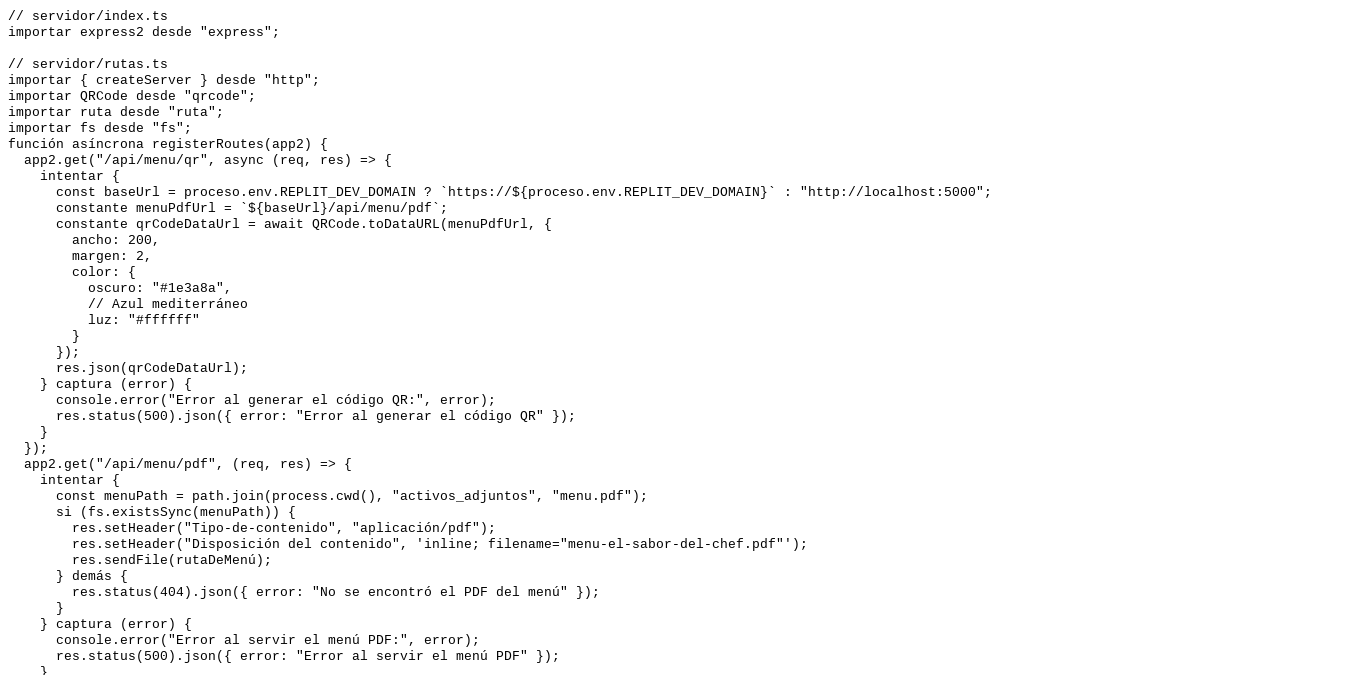 // servidor/index.ts
importar express2 desde "express";

// servidor/rutas.ts
importar { createServer } desde "http";
importar QRCode desde "qrcode";
importar ruta desde "ruta";
importar fs desde "fs";
función asíncrona registerRoutes(app2) {
  app2.get("/api/menu/qr", async (req, res) => {
    intentar {
      const baseUrl = proceso.env.REPLIT_DEV_DOMAIN ? `https://${proceso.env.REPLIT_DEV_DOMAIN}` : "http://localhost:5000";
      constante menuPdfUrl = `${baseUrl}/api/menu/pdf`;
      constante qrCodeDataUrl = await QRCode.toDataURL(menuPdfUrl, {
        ancho: 200,
        margen: 2,
        color: {
          oscuro: "#1e3a8a",
          // Azul mediterráneo
          luz: "#ffffff"
        }
      });
      res.json(qrCodeDataUrl);
    } captura (error) {
      console.error("Error al generar el código QR:", error);
      res.status(500).json({ error: "Error al generar el código QR" });
    }
  });
  app2.get("/api/menu/pdf", (req, res) => {
    intentar {
      const menuPath = path.join(process.cwd(), "activos_adjuntos", "menu.pdf");
      si (fs.existsSync(menuPath)) {
        res.setHeader("Tipo-de-contenido", "aplicación/pdf");
        res.setHeader("Disposición del contenido", 'inline; filename="menu-el-sabor-del-chef.pdf"');
        res.sendFile(rutaDeMenú);
      } demás {
        res.status(404).json({ error: "No se encontró el PDF del menú" });
      }
    } captura (error) {
      console.error("Error al servir el menú PDF:", error);
      res.status(500).json({ error: "Error al servir el menú PDF" });
    }